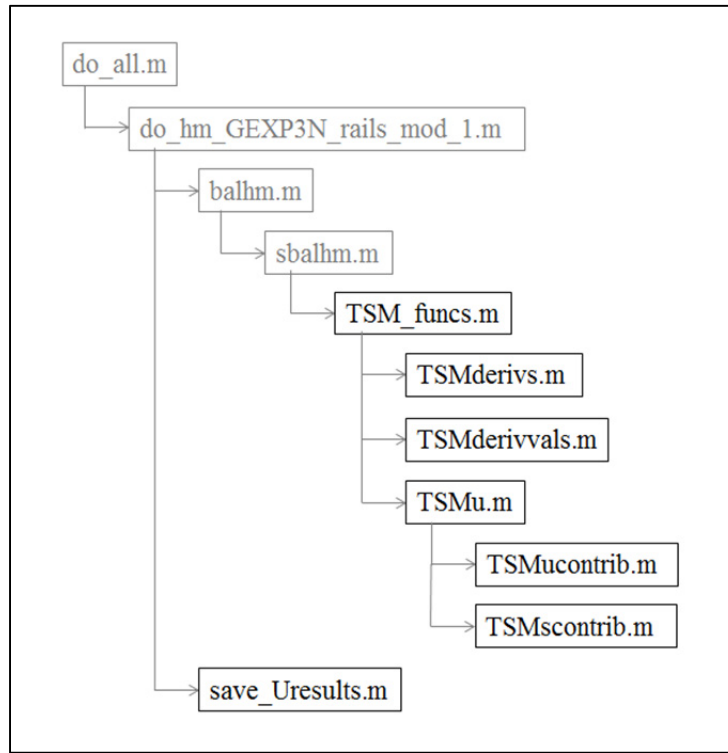 do_all.m
do_hm_GEXP3N_rails_mod_1.m
balhm.m
sbalhm.m
TSM_funcs.m
TSMderivs.m
TSMderivvals.m
TSMu.m
TSMucontrib.m
TSMscontrib.m
save_Uresults.m